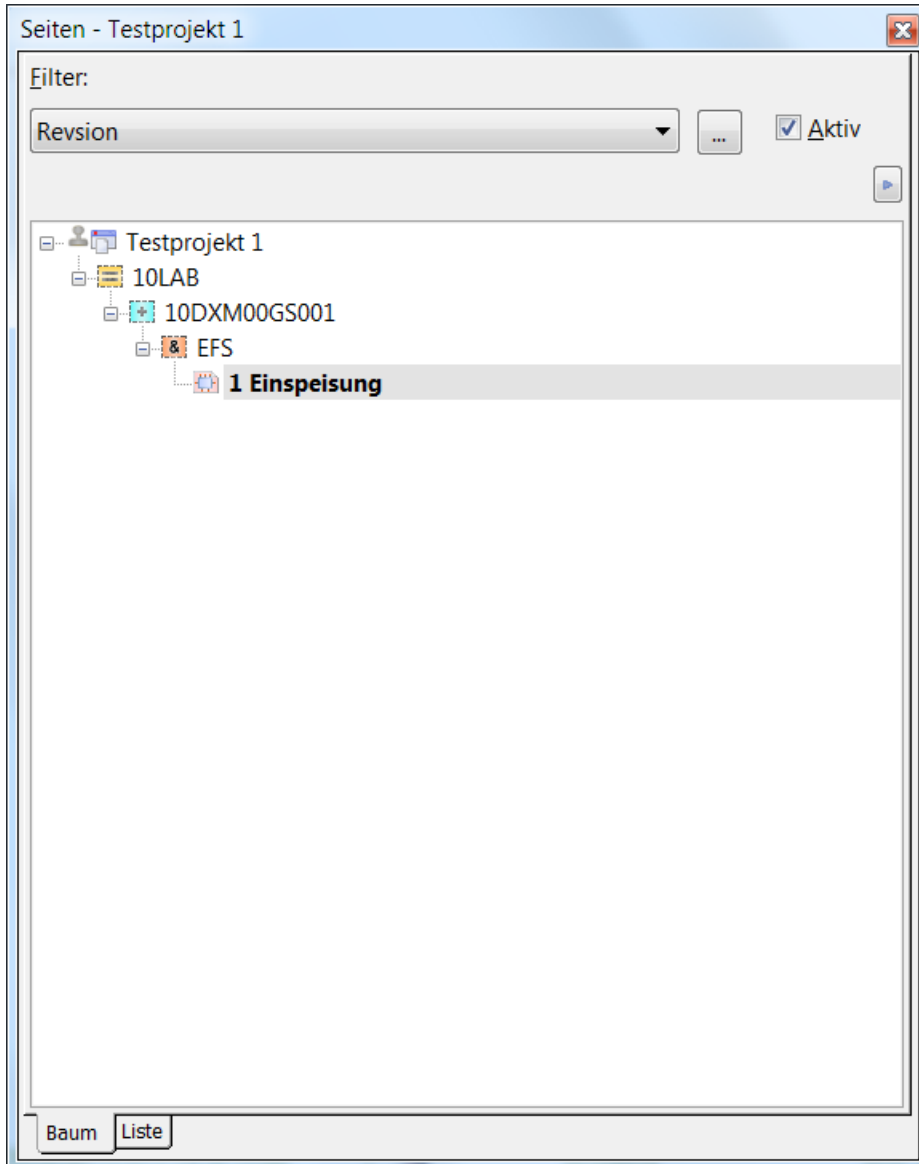 Seiten - Testprojekt 1
Filter:
Revsion
...
Aktiv
Testprojekt 1
10LAB
10DXM00GS001
& EFS
1 Einspeisung
Baum Liste